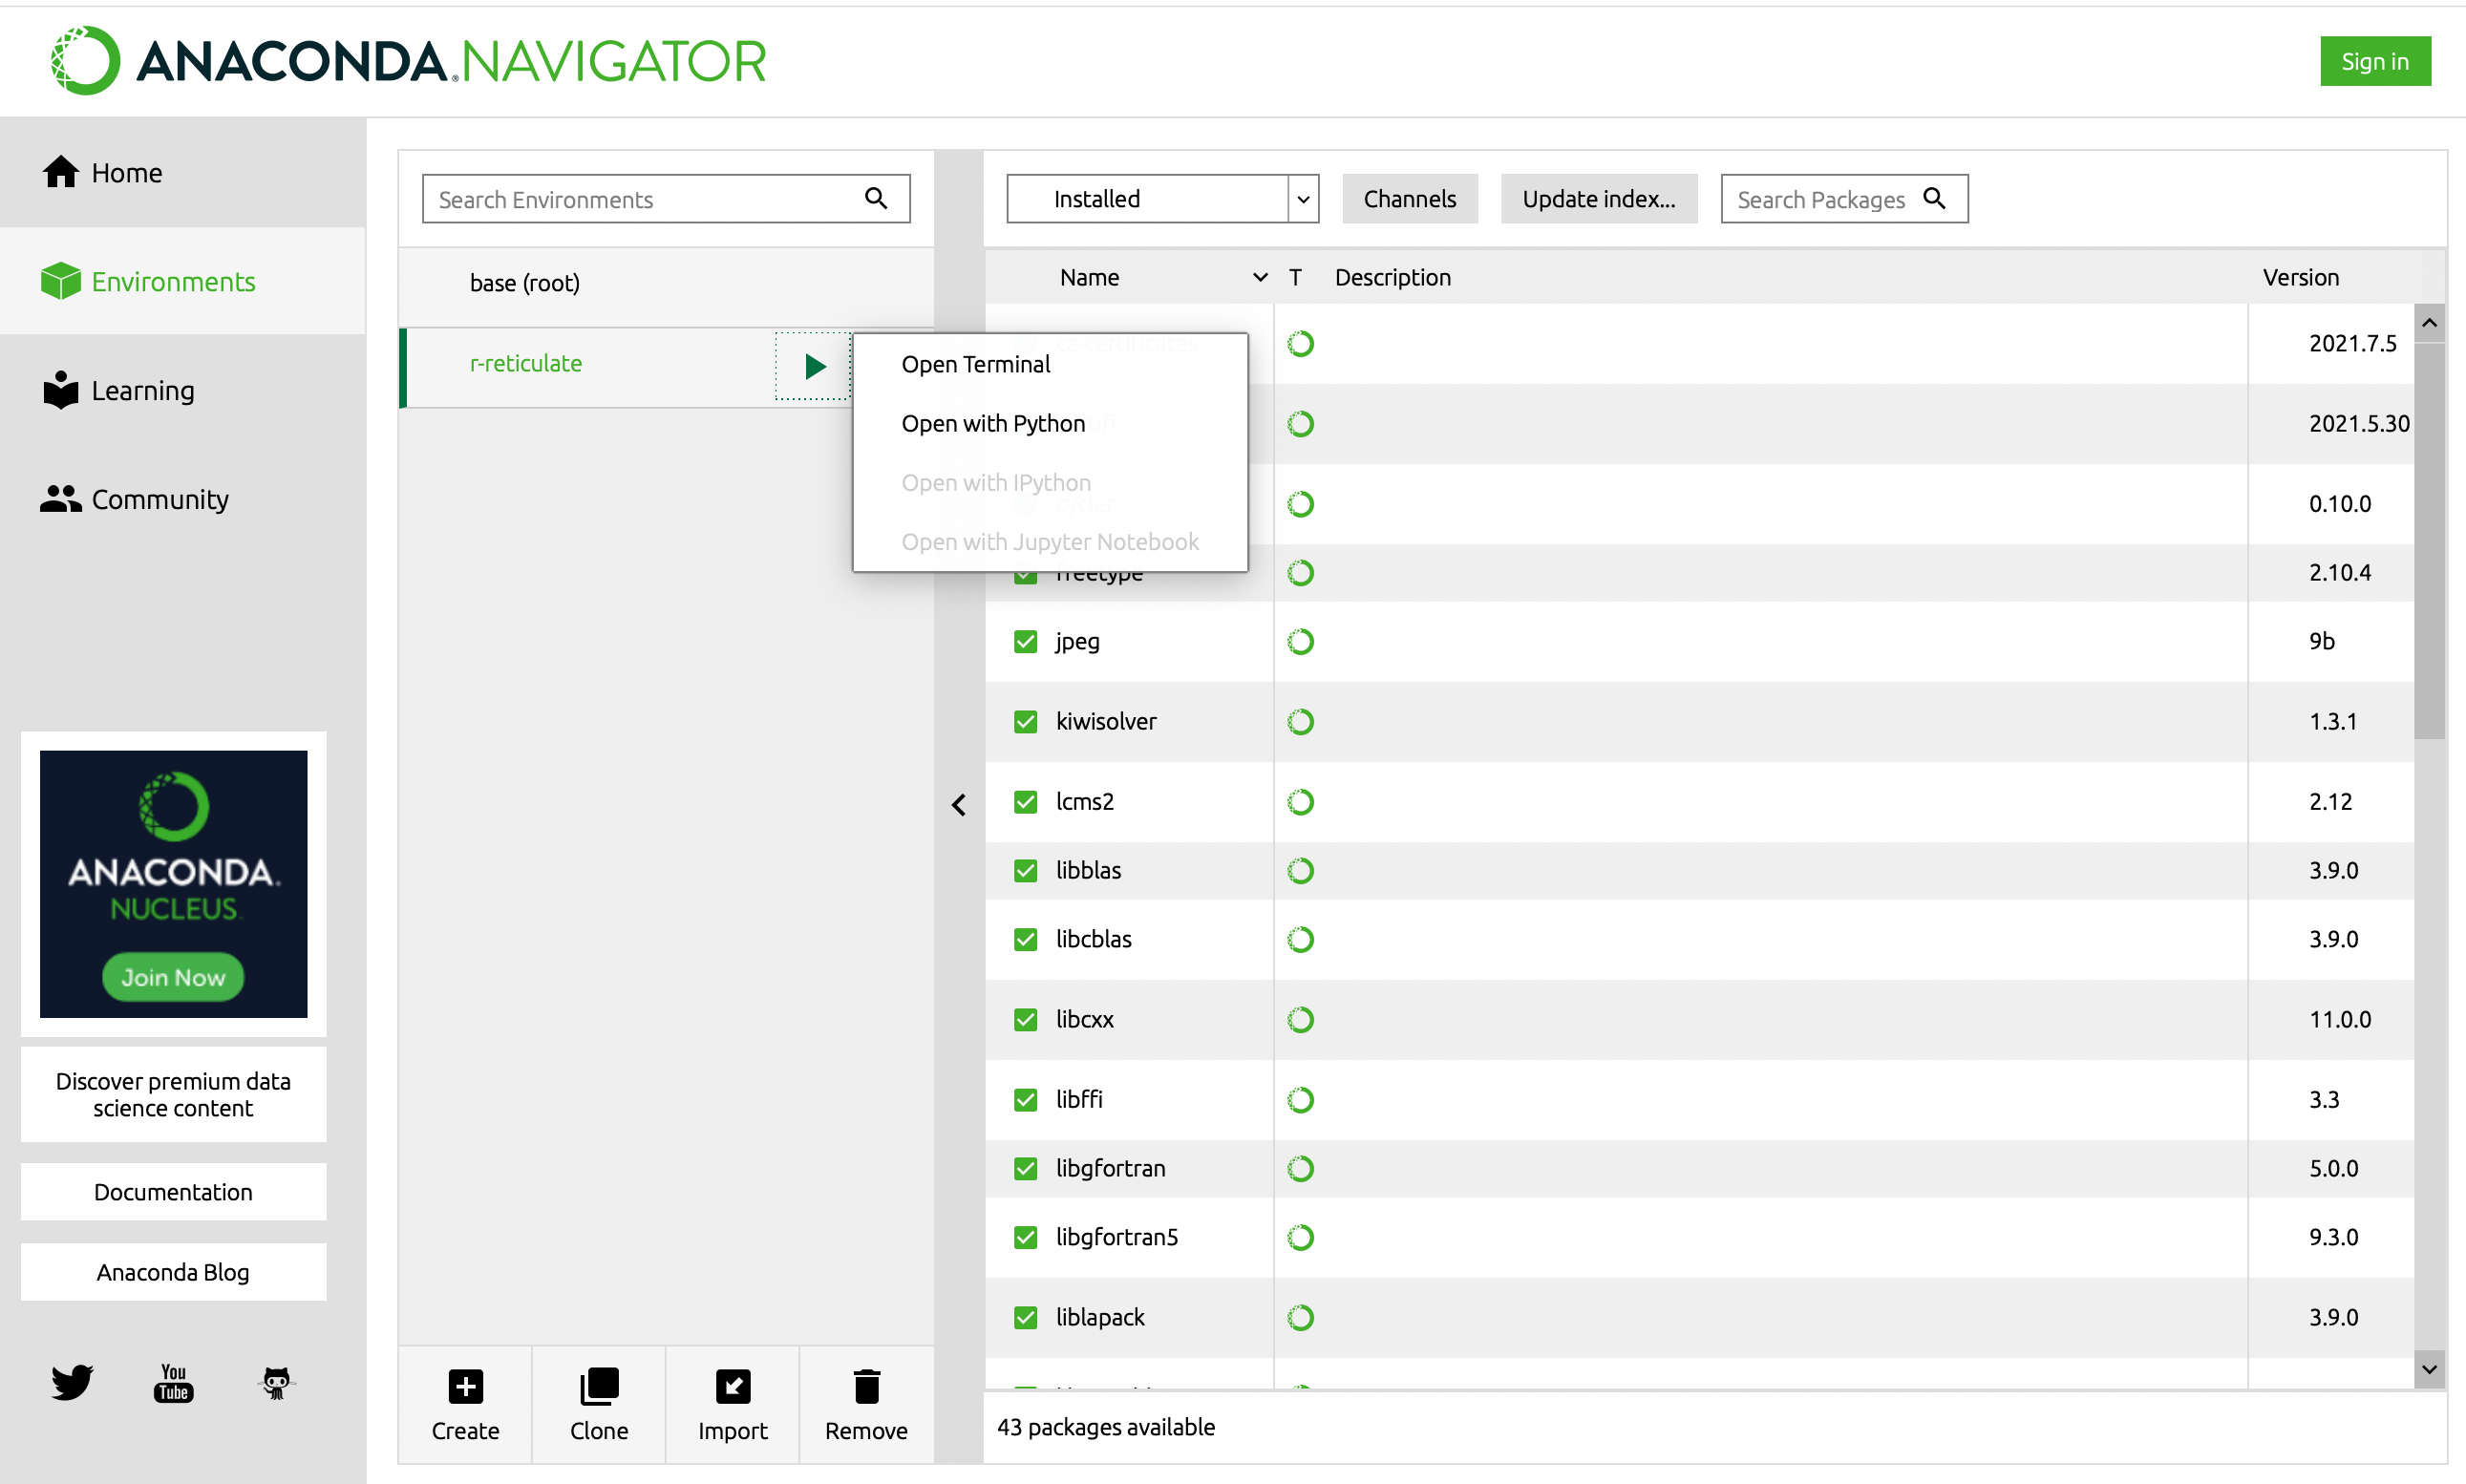 ANACONDA.NAVIGATOR
Sign in
Home
Environments
Learning
Community
ANACONDA.
NUCLEUS
Join Now
Discover premium data
science content
Documentation
Anaconda Blog
You
Tube
Search Environments
base (root)
r-reticulate
Open Terminal
Open with Python
Open with IPython
Open with Jupyter Notebook
Create
Clone
Import
Remove
Installed
Channels
Update index...
Search Packages
Name T Description Version
ca-certificates 2021.7.5
2021.5.30
cycler 0.10.0
freetype 2.10.4
jpeg 9b
kiwisolver 1.3.1
lcms2 2.12
libblas 3.9.0
libcblas 3.9.0
libcxx 11.0.0
libffi 3.3
libgfortran 5.0.0
libgfortran5 9.3.0
liblapack 3.9.0
43 packages available